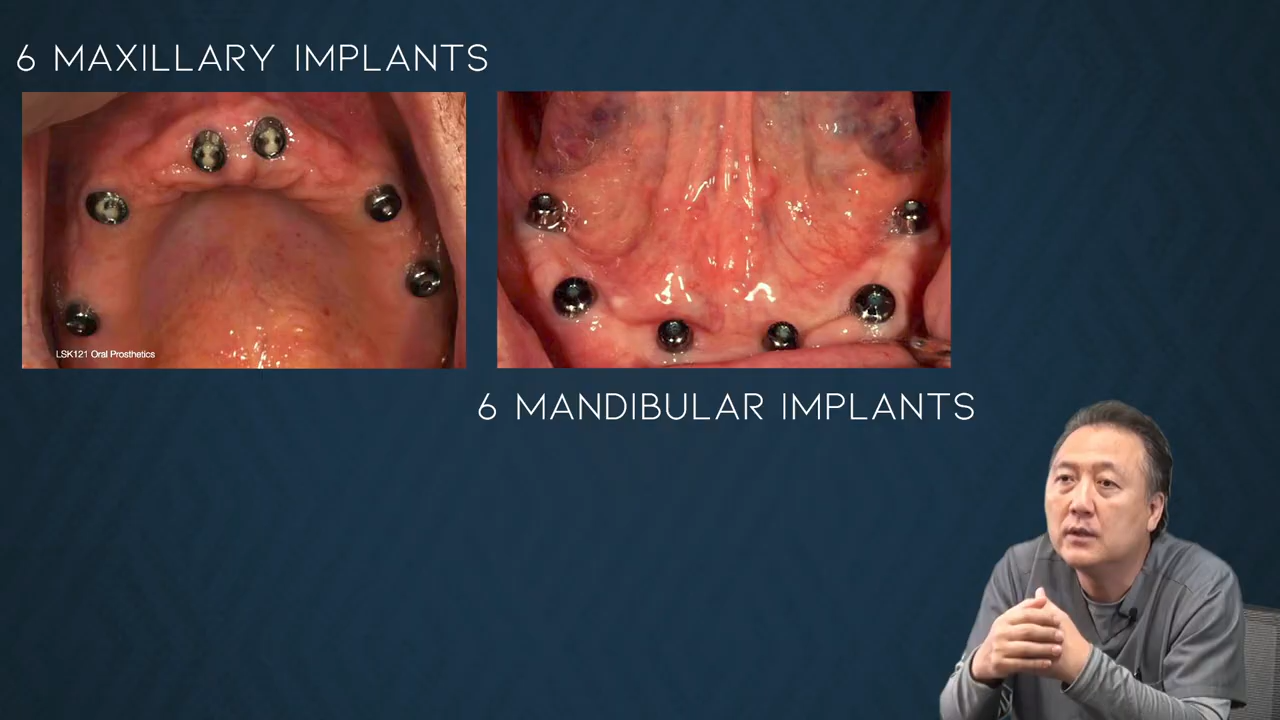 6 MAXILLARY IMPLANTS
LSK121 Oral Prosthetics
6 MANDIBULAR IMPLANTS